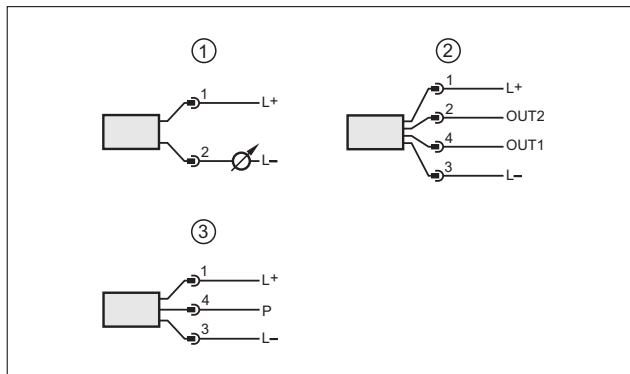 ① ②
1 L+
2 L–
1 L+
2 OUT2
4 OUT1
3 L–
③
1 L+
4 P
3 L–